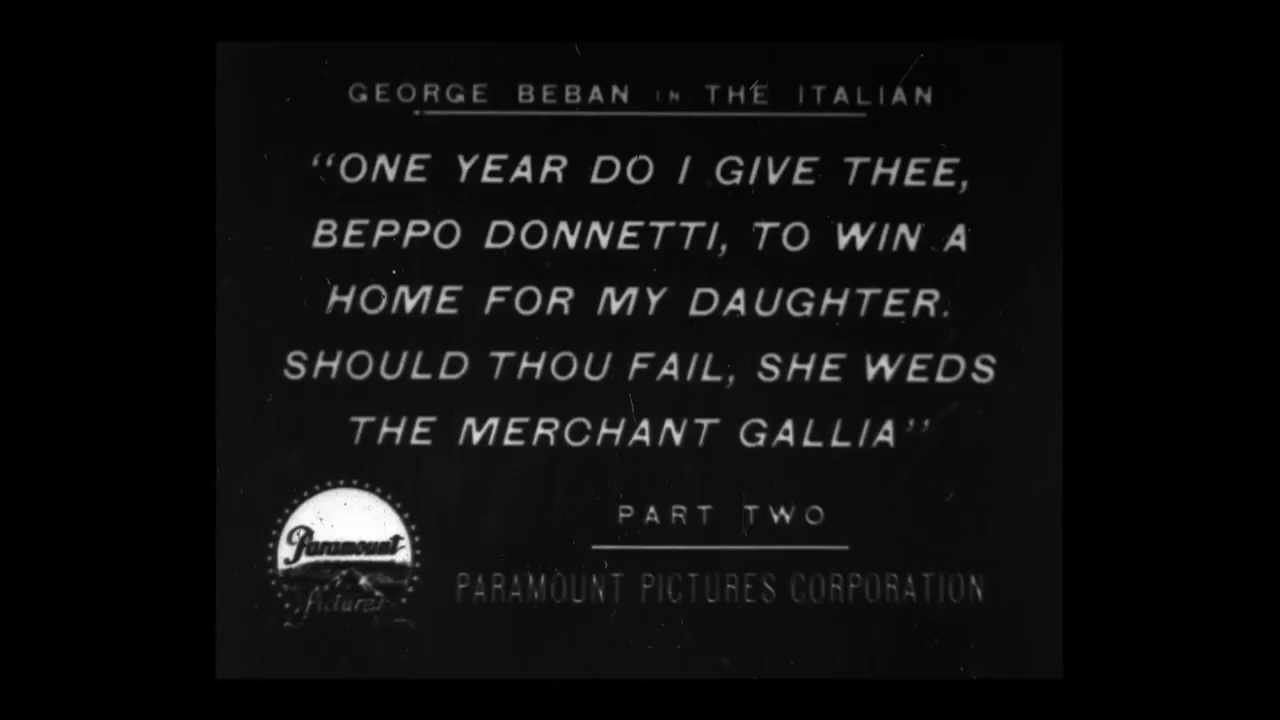 GEORGE BEBAN IN THE ITALIAN
“ONE YEAR DO I GIVE THEE,
BEPPO DONNETTI, TO WIN A
HOME FOR MY DAUGHTER.
SHOULD THOU FAIL, SHE WEDS
THE MERCHANT GALLIA”
PART TWO
Paramount
Pictures
PARAMOUNT PICTURES CORPORATION